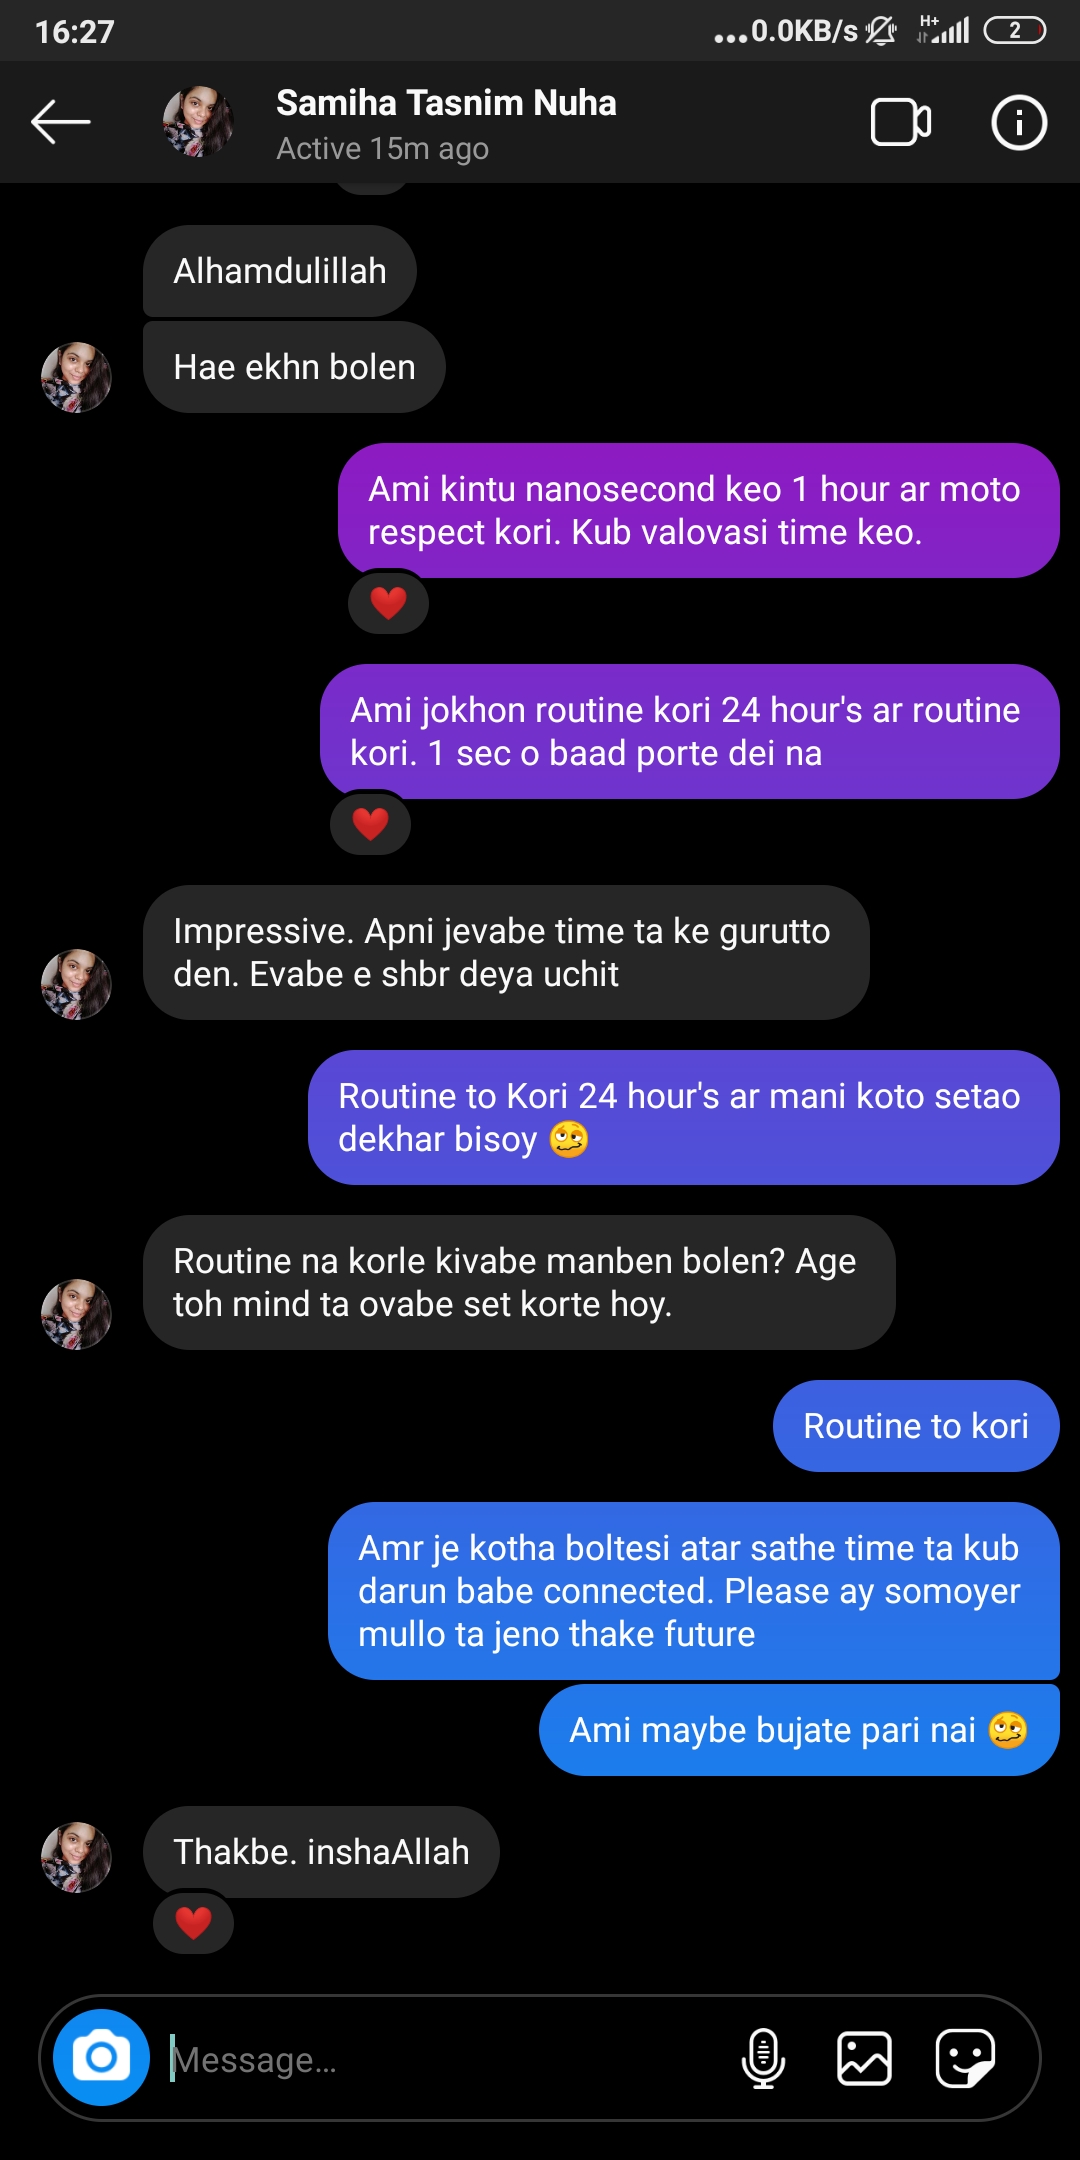 16:27
...0.0KB/s H+ 2
Samiha Tasnim Nuha
Active 15m ago
Alhamdulillah
Hae ekhn bolen
Ami kintu nanosecond keo 1 hour ar moto
respect kori. Kub valovasi time keo.
❤️
Ami jokhon routine kori 24 hour's ar routine
kori. 1 sec o baad porte dei na
❤️
Impressive. Apni jevabe time ta ke gurutto
den. Evabe e shbr deya uchit
Routine to Kori 24 hour's ar mani koto setao
dekhar bisoy 🥴
Routine na korle kivabe manben bolen? Age
toh mind ta ovabe set korte hoy.
Routine to kori
Amr je kotha boltesi atar sathe time ta kub
darun babe connected. Please ay somoyer
mullo ta jeno thake future
Ami maybe bujate pari nai 🥴
Thakbe. inshaAllah
❤️
Message...